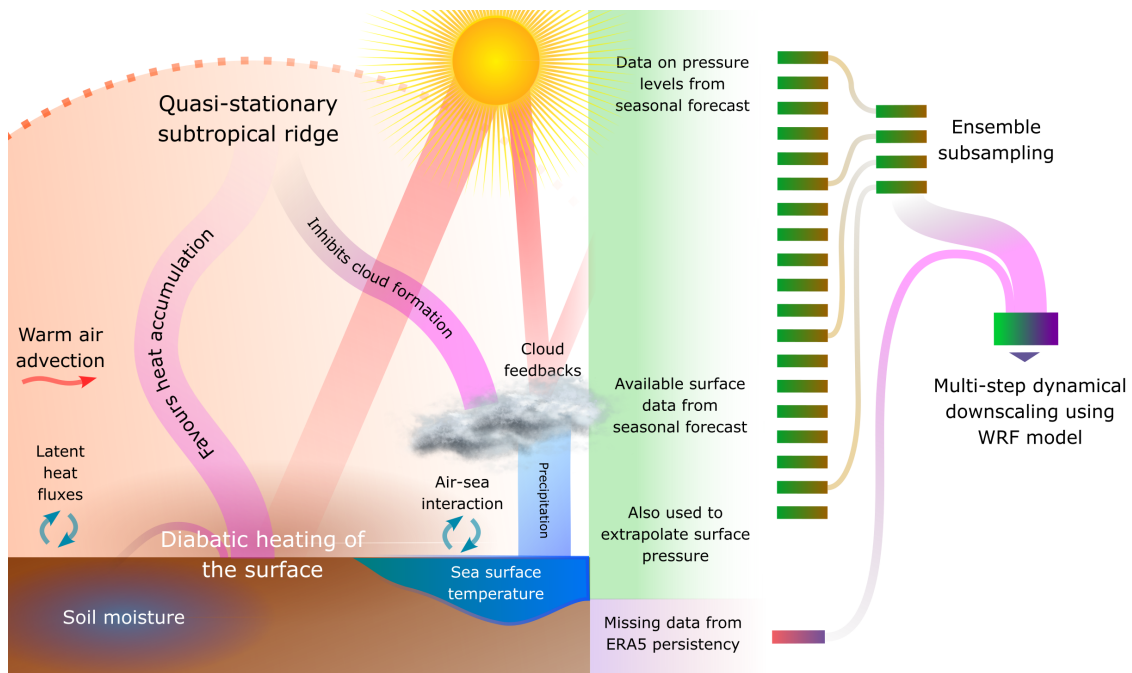 Quasi-stationary
subtropical ridge
Favours heat accumulation
Inhibits cloud formation
Warm air
advection
Cloud
feedbacks
Latent
heat
fluxes
Air-sea
interaction
Precipitation
Diabatic heating of
the surface
Sea surface
temperature
Soil moisture
Data on pressure
levels from
seasonal forecast
Available surface
data from
seasonal forecast
Also used to
extrapolate surface
pressure
Missing data from
ERA5 persistency
Ensemble
subsampling
Multi-step dynamical
downscaling using
WRF model